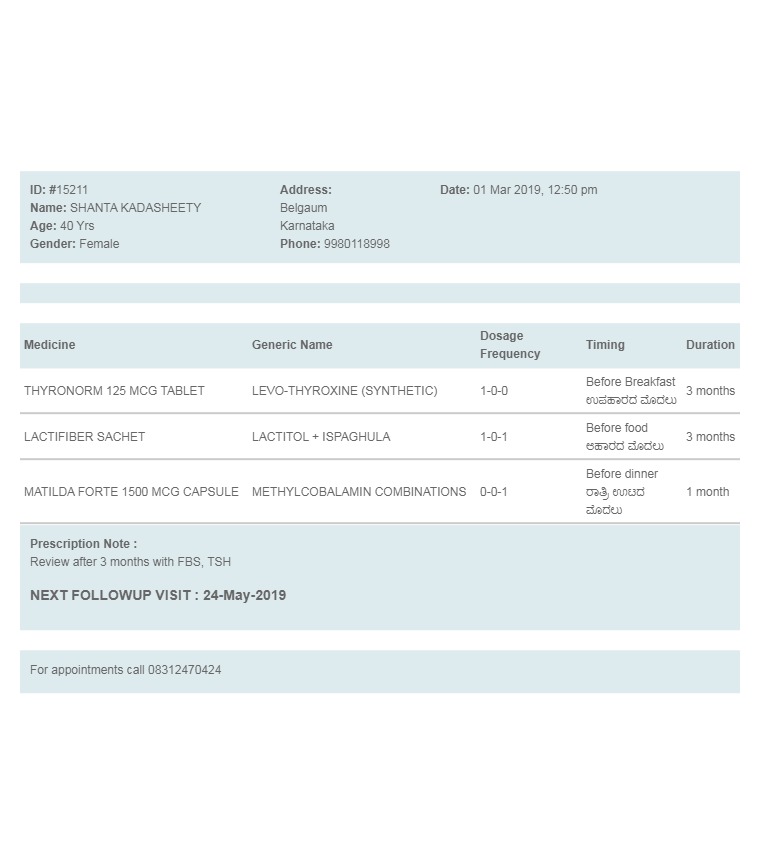 ID: #15211
Name: SHANTA KADASHEETY
Age: 40 Yrs
Gender: Female
Address:
Belgaum
Karnataka
Phone: 9980118998
Date: 01 Mar 2019, 12:50 pm
Medicine Generic Name Dosage Frequency Timing Duration
THYRONORM 125 MCG TABLET LEVO-THYROXINE (SYNTHETIC) 1-0-0 Before Breakfast 3 months
ಉಪಹಾರದ ಮೊದಲು
LACTIFIBER SACHET LACTITOL + ISPAGHULA 1-0-1 Before food 3 months
ಅಹಾರದ ಮೊದಲು
MATILDA FORTE 1500 MCG CAPSULE METHYLCOBALAMIN COMBINATIONS 0-0-1 Before dinner 1 month
ರಾತ್ರಿ ಊಟದ
ಮೊದಲು
Prescription Note :
Review after 3 months with FBS, TSH
NEXT FOLLOWUP VISIT : 24-May-2019
For appointments call 08312470424